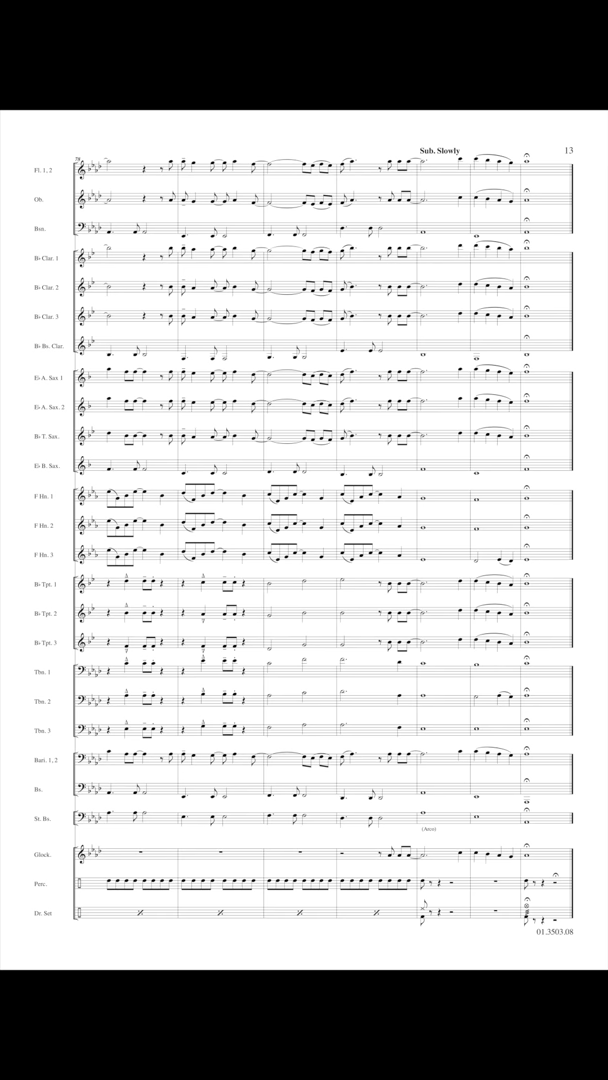 Sub. Slowly
13
78
Fl. 1, 2
Ob.
Bsn.
B♭ Clar. 1
B♭ Clar. 2
B♭ Clar. 3
B♭ Bs. Clar.
E♭ A. Sax 1
E♭ A. Sax. 2
B♭ T. Sax.
E♭ B. Sax.
F Hn. 1
F Hn. 2
F Hn. 3
B♭ Tpt. 1
B♭ Tpt. 2
B♭ Tpt. 3
Tbn. 1
Tbn. 2
Tbn. 3
Bari. 1, 2
Bs.
St. Bs.
(Arco)
Glock.
Perc.
Dr. Set
01.3503.08